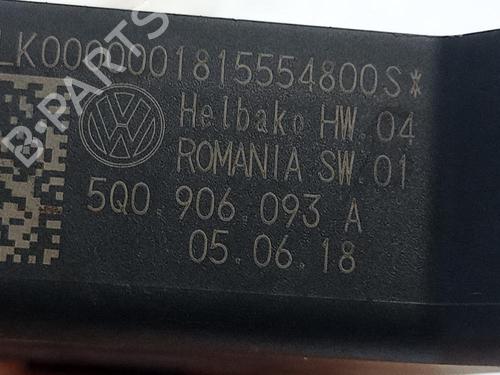 LK0000001815554800S*
Helbako HW.04
ROMANIA SW.01
5Q0 906 093 A
05.06.18
B-PARTS